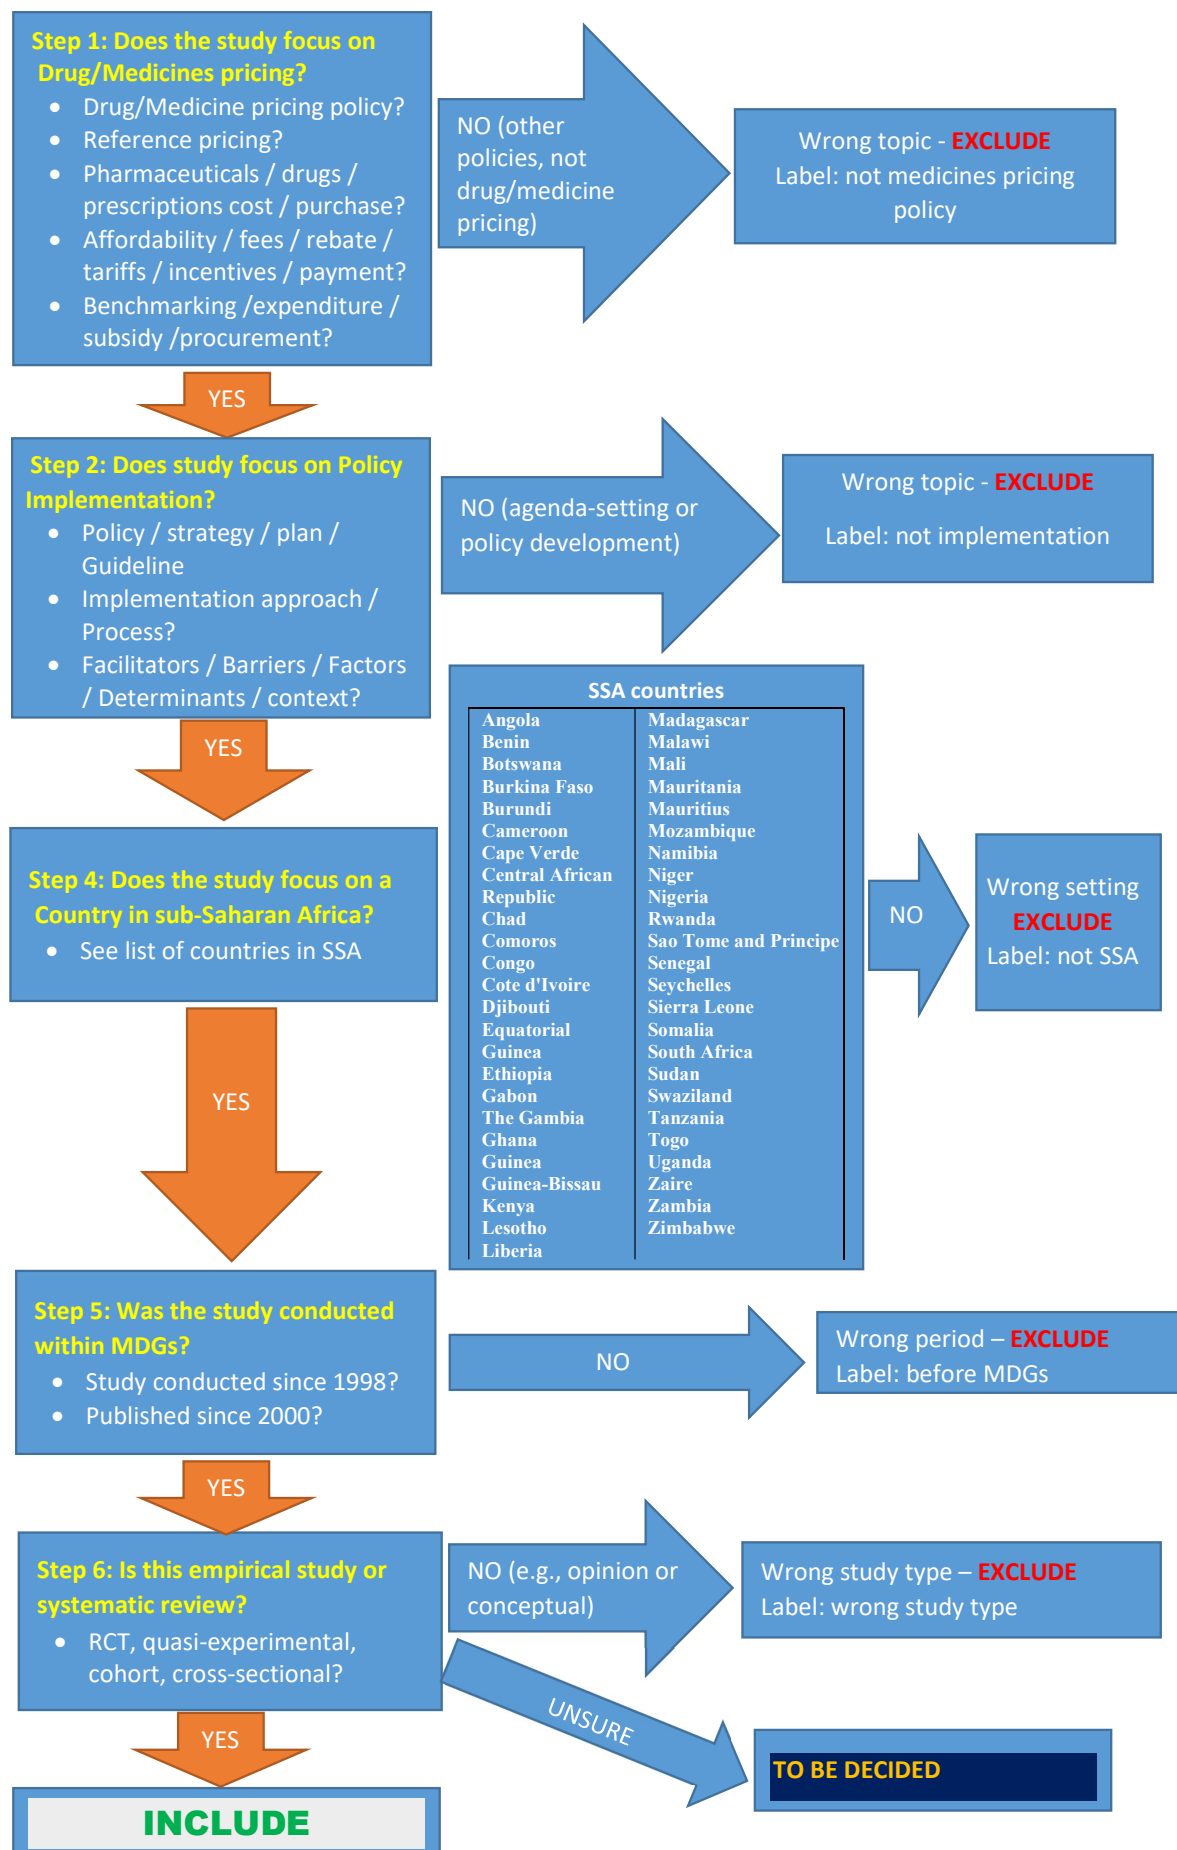 Step 1: Does the study focus on
Drug/Medicines pricing?
• Drug/Medicine pricing policy?
• Reference pricing?
• Pharmaceuticals / drugs /
prescriptions cost / purchase?
• Affordability / fees / rebate /
tariffs / incentives / payment?
• Benchmarking /expenditure /
subsidy /procurement?
NO (other
policies, not
drug/medicine
pricing)
Wrong topic - EXCLUDE
Label: not medicines pricing
policy
YES
Step 2: Does study focus on Policy
Implementation?
• Policy / strategy / plan /
Guideline
• Implementation approach /
Process?
• Facilitators / Barriers / Factors
/ Determinants / context?
NO (agenda-setting or
policy development)
Wrong topic - EXCLUDE
Label: not implementation
YES
Step 4: Does the study focus on a
Country in sub-Saharan Africa?
• See list of countries in SSA
SSA countries
Angola
Benin
Botswana
Burkina Faso
Burundi
Cameroon
Cape Verde
Central African
Republic
Chad
Comoros
Congo
Cote d'Ivoire
Djibouti
Equatorial
Guinea
Ethiopia
Gabon
The Gambia
Ghana
Guinea
Guinea-Bissau
Kenya
Lesotho
Liberia
Madagascar
Malawi
Mali
Mauritania
Mauritius
Mozambique
Namibia
Niger
Nigeria
Rwanda
Sao Tome and Principe
Senegal
Seychelles
Sierra Leone
Somalia
South Africa
Sudan
Swaziland
Tanzania
Togo
Uganda
Zaire
Zambia
Zimbabwe
NO
Wrong setting
EXCLUDE
Label: not SSA
YES
Step 5: Was the study conducted
within MDGs?
• Study conducted since 1998?
• Published since 2000?
NO
Wrong period – EXCLUDE
Label: before MDGs
YES
Step 6: Is this empirical study or
systematic review?
• RCT, quasi-experimental,
cohort, cross-sectional?
NO (e.g., opinion or
conceptual)
Wrong study type – EXCLUDE
Label: wrong study type
UNSURE
TO BE DECIDED
YES
INCLUDE